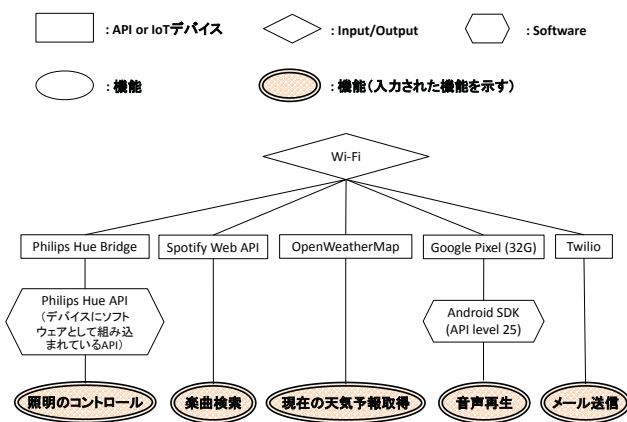 : API or IoTデバイス
: Input/Output
: Software
: 機能
: 機能（入力された機能を示す）
Wi-Fi
Philips Hue Bridge
Spotify Web API
OpenWeatherMap
Google Pixel (32G)
Twilio
Philips Hue API
（デバイスにソフト
ウェアとして組み込
まれているAPI）
Android SDK
(API level 25)
照明のコントロール
楽曲検索
現在の天気予報取得
音声再生
メール送信